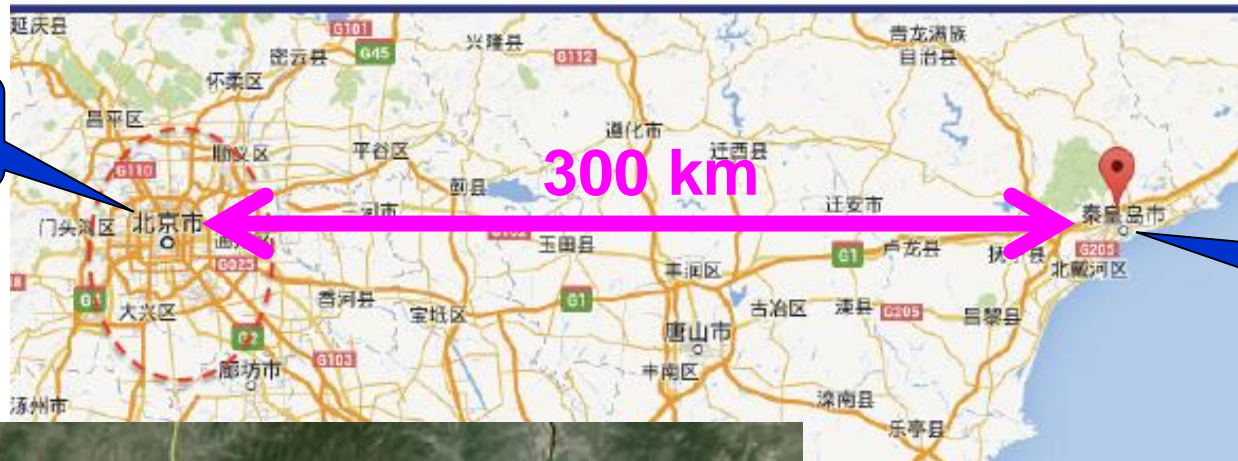 延庆县
G101
兴隆县
青龙满族
自治县
密云县
G45
G112
怀柔区
昌平区
遵化市
顺义区
平谷区
迁西县
G110
300 km
蓟县
三河市
迁安市
秦皇岛市
门头沟区
北京市
玉田县
卢龙县
G1
G205
抚宁县
北戴河区
丰润区
香河县
G1
古冶区
滦县
G205
昌黎县
大兴区
宝坻区
唐山市
G2
G103
廊坊市
丰南区
滦南县
涿州市
乐亭县